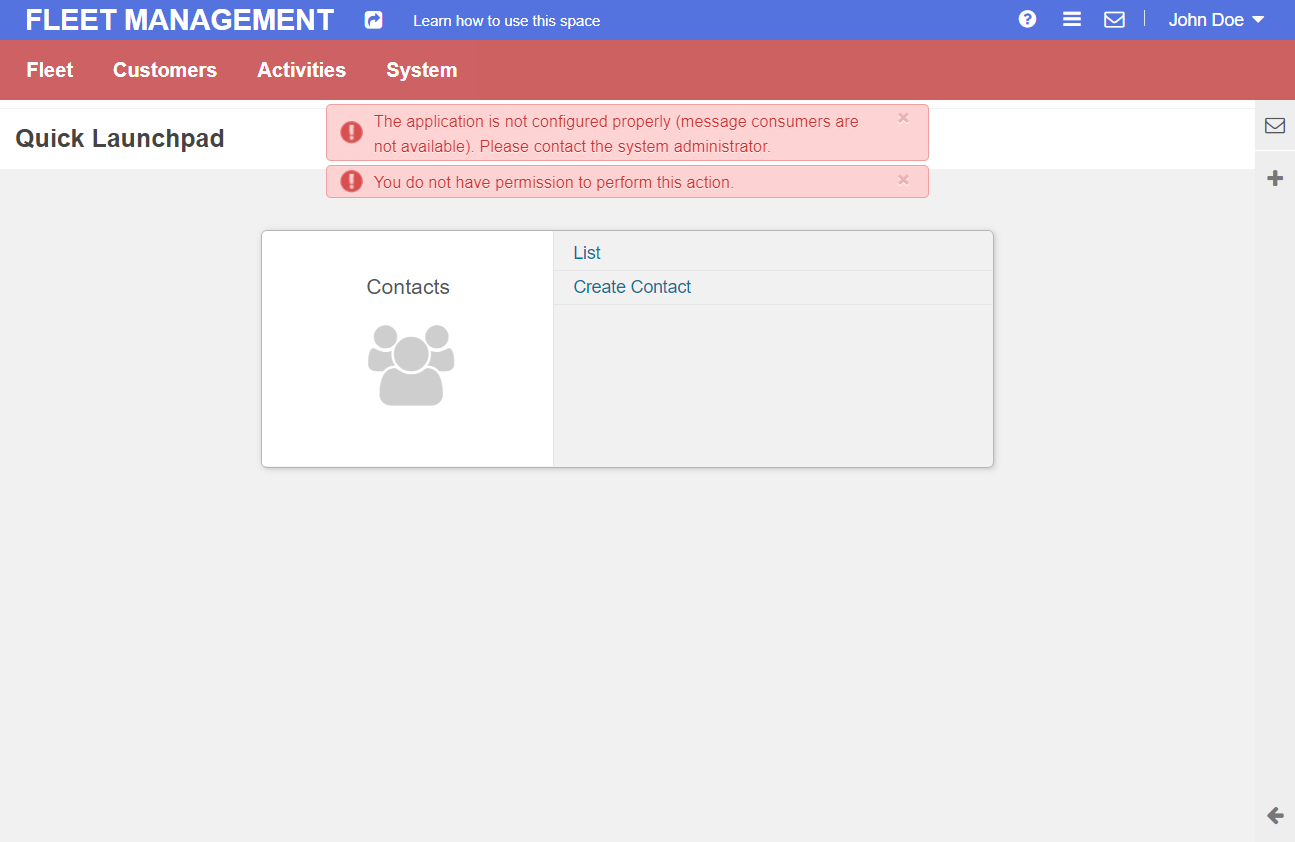 FLEET MANAGEMENT
Learn how to use this space
John Doe
Fleet
Customers
Activities
System
Quick Launchpad
The application is not configured properly (message consumers are
not available). Please contact the system administrator.
You do not have permission to perform this action.
Contacts
List
Create Contact